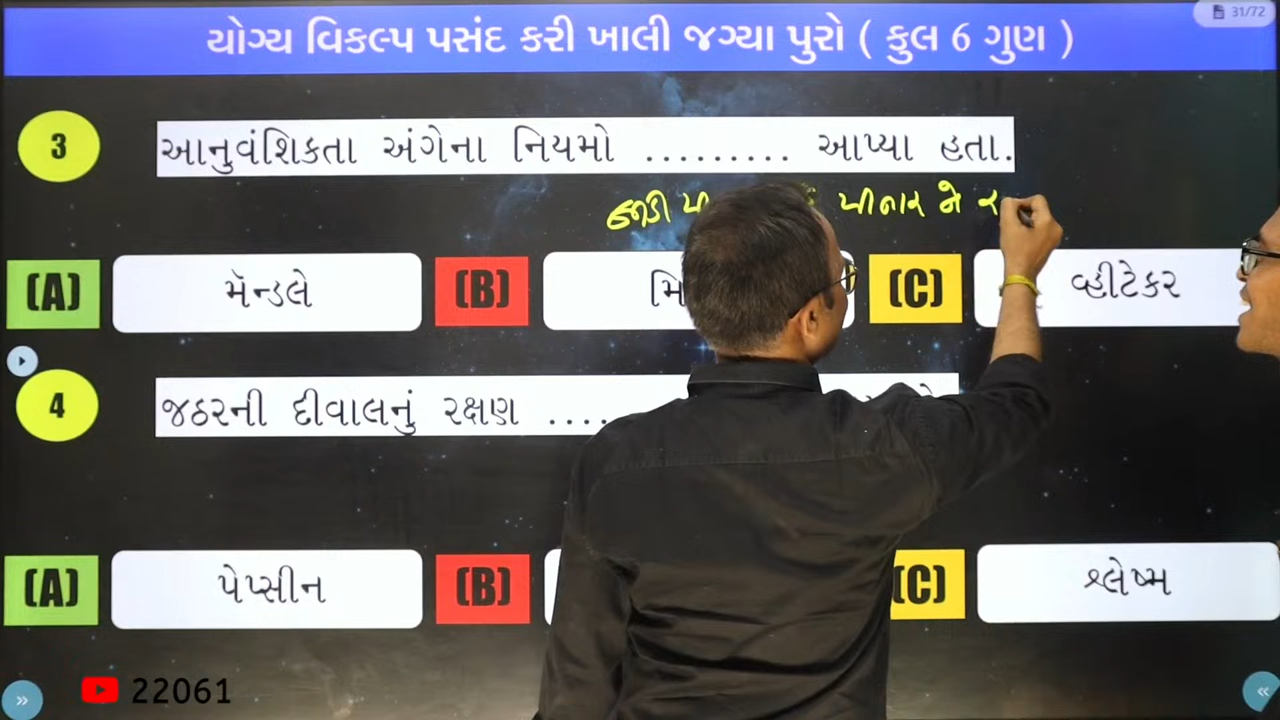 31/72
યોગ્ય વિકલ્પ પસંદ કરી ખાલી જગ્યા પુરો ( કુલ 6 ગુણ )
3
આનુવંશિકતા અંગેના નિયમો ......... આપ્યા હતા.
પીનાર ને
(A) મૅન્ડલે (B) (C) વ્હીટેકર
4
જઠરની દીવાલનું રક્ષણ ....
(A) પેપ્સીન (B) (C) શ્લેષ્મ
22061